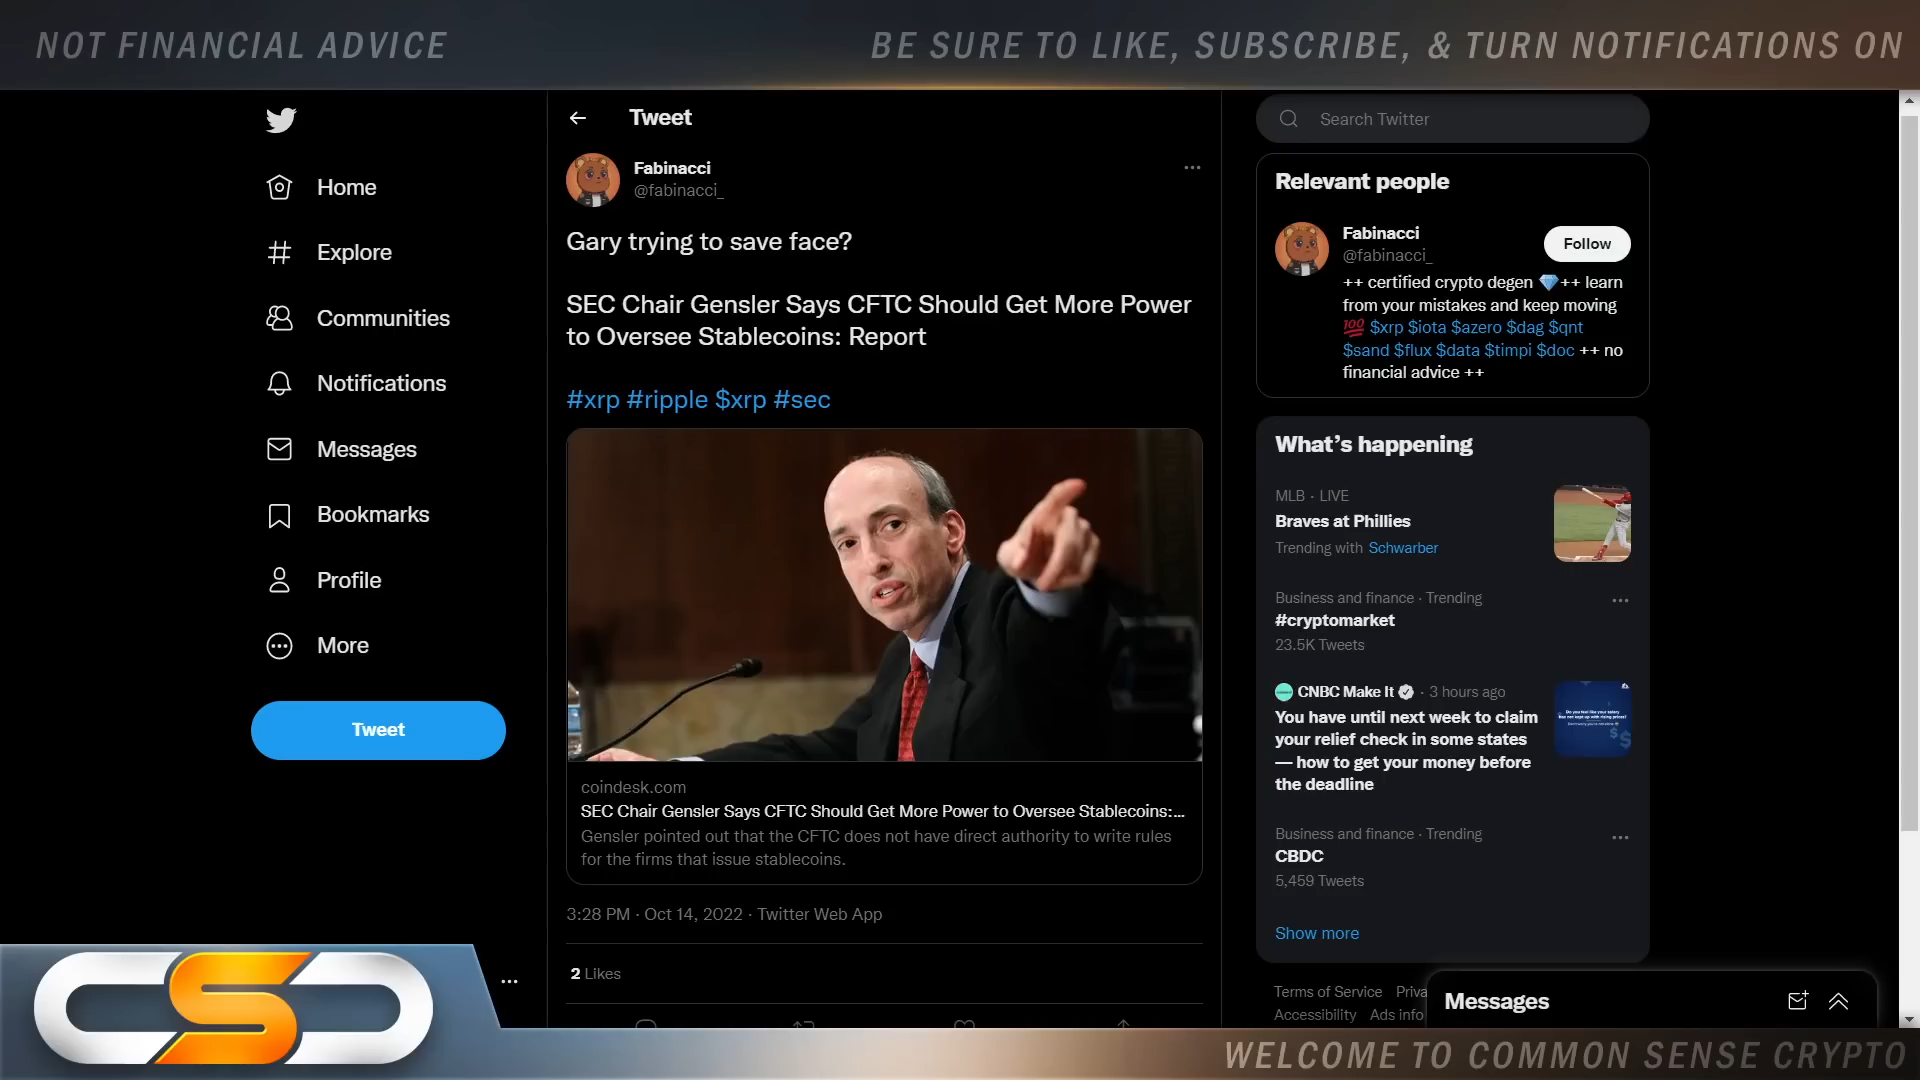 NOT FINANCIAL ADVICE
BE SURE TO LIKE, SUBSCRIBE, & TURN NOTIFICATIONS ON
Home
Explore
Communities
Notifications
Messages
Bookmarks
Profile
More
Tweet
Tweet
Fabinacci
@fabinacci_
Gary trying to save face?
SEC Chair Gensler Says CFTC Should Get More Power
to Oversee Stablecoins: Report
#xrp #ripple $xrp #sec
coindesk.com
SEC Chair Gensler Says CFTC Should Get More Power to Oversee Stablecoins:...
Gensler pointed out that the CFTC does not have direct authority to write rules
for the firms that issue stablecoins.
3:28 PM · Oct 14, 2022 · Twitter Web App
2 Likes
Search Twitter
Relevant people
Fabinacci
@fabinacci_
Follow
++ certified crypto degen 💎++ learn
from your mistakes and keep moving
💯 $xrp $iota $azero $dag $qnt
$sand $flux $data $timpi $doc ++ no
financial advice ++
What's happening
MLB · LIVE
Braves at Phillies
Trending with Schwarber
Business and finance · Trending
#cryptomarket
23.5K Tweets
CNBC Make It · 3 hours ago
You have until next week to claim
your relief check in some states
— how to get your money before
the deadline
Business and finance · Trending
CBDC
5,459 Tweets
Show more
Terms of Service Priva
Accessibility Ads info
Messages
CSC
WELCOME TO COMMON SENSE CRYPTO